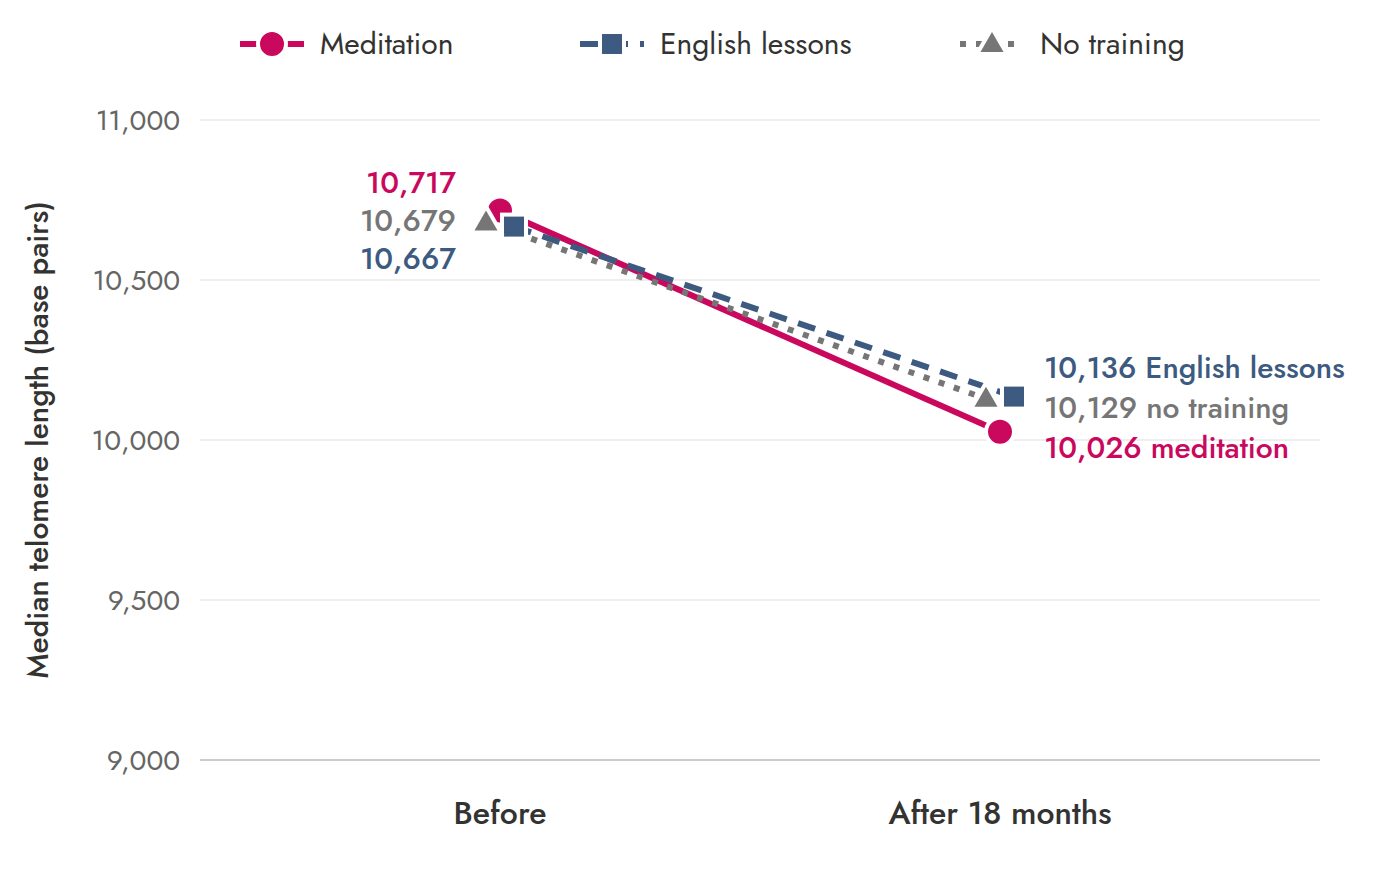 Meditation
English lessons
No training
11,000
10,500
10,000
9,500
9,000
Median telomere length (base pairs)
10,717
10,679
10,667
10,136 English lessons
10,129 no training
10,026 meditation
Before
After 18 months